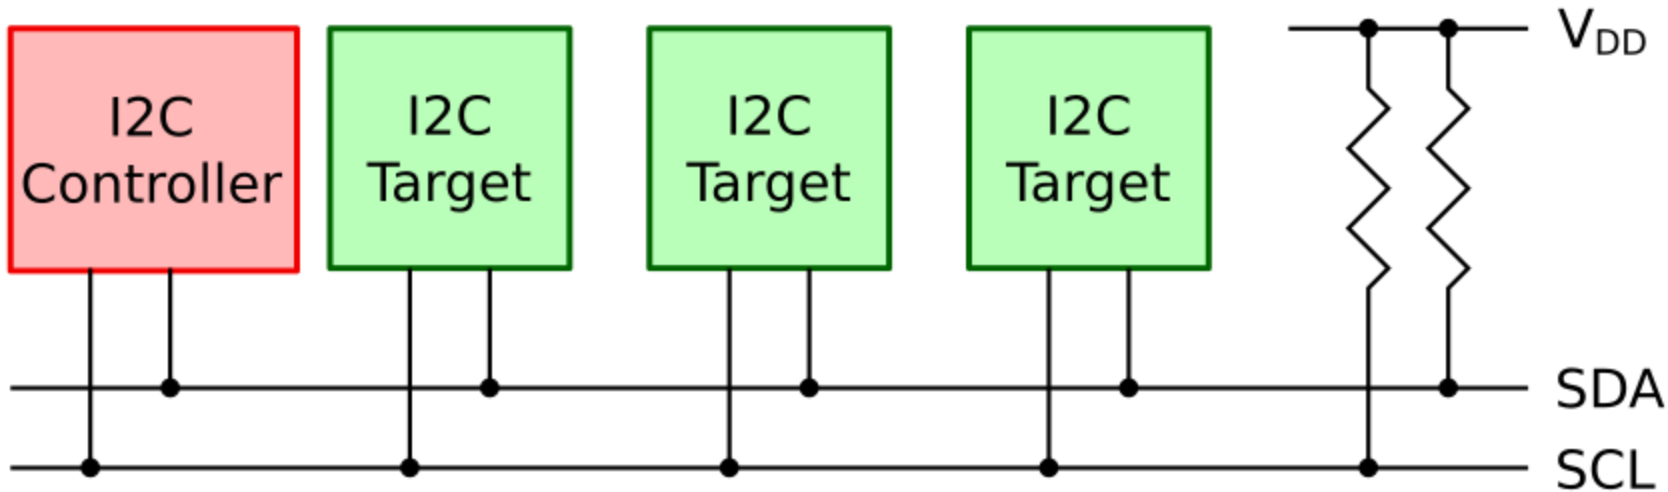 I2C
Controller
I2C
Target
I2C
Target
I2C
Target
VDD
SDA
SCL